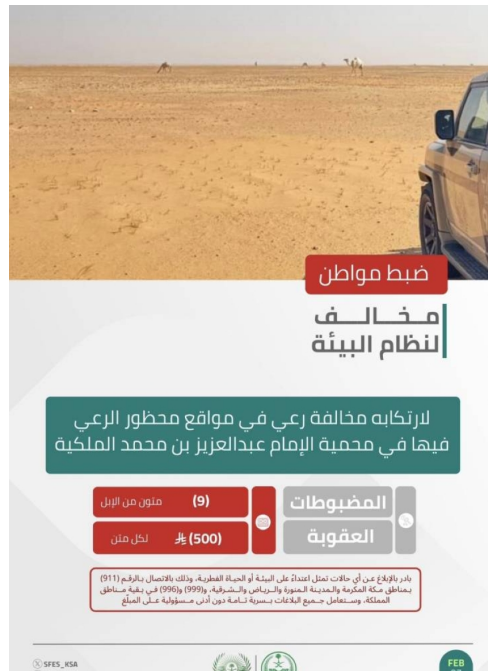 ضبط مواطن
مخالف
لنظام البيئة
لارتكابه مخالفة رعي في مواقع محظور الرعي
فيها في محمية الإمام عبدالعزيز بن محمد الملكية
المضبوطات (9) متون من الإبل
العقوبة (500) لكل متن
بادر بالإبلاغ عن أي حالات تمثل اعتداءً على البيئة أو الحياة الفطرية، وذلك بالاتصال بالرقم (911)
بمناطق مكة المكرمة والمدينة المنورة والرياض والشرقية، و(999) و(996) في بقية مناطق
المملكة، وستعامل جميع البلاغات بسرية تامة دون أدنى مسؤولية على المبلّغ
SFES_KSA
FEB